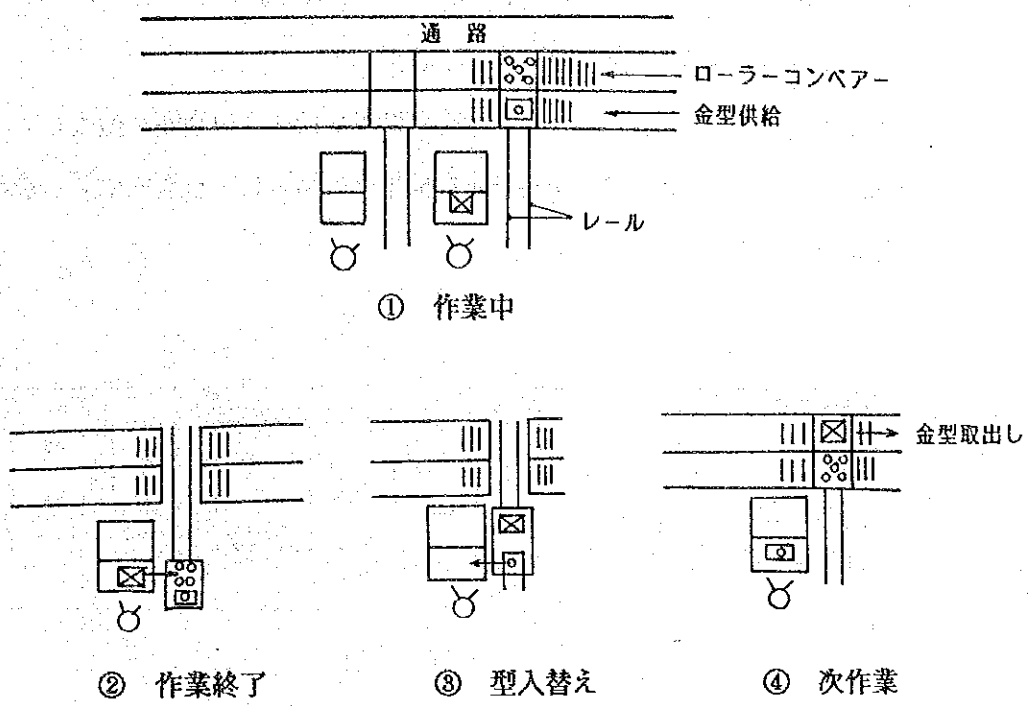 通路
ローラーコンベアー
金型供給
レール
① 作業中
金型取出し
② 作業終了
③ 型入替え
④ 次作業